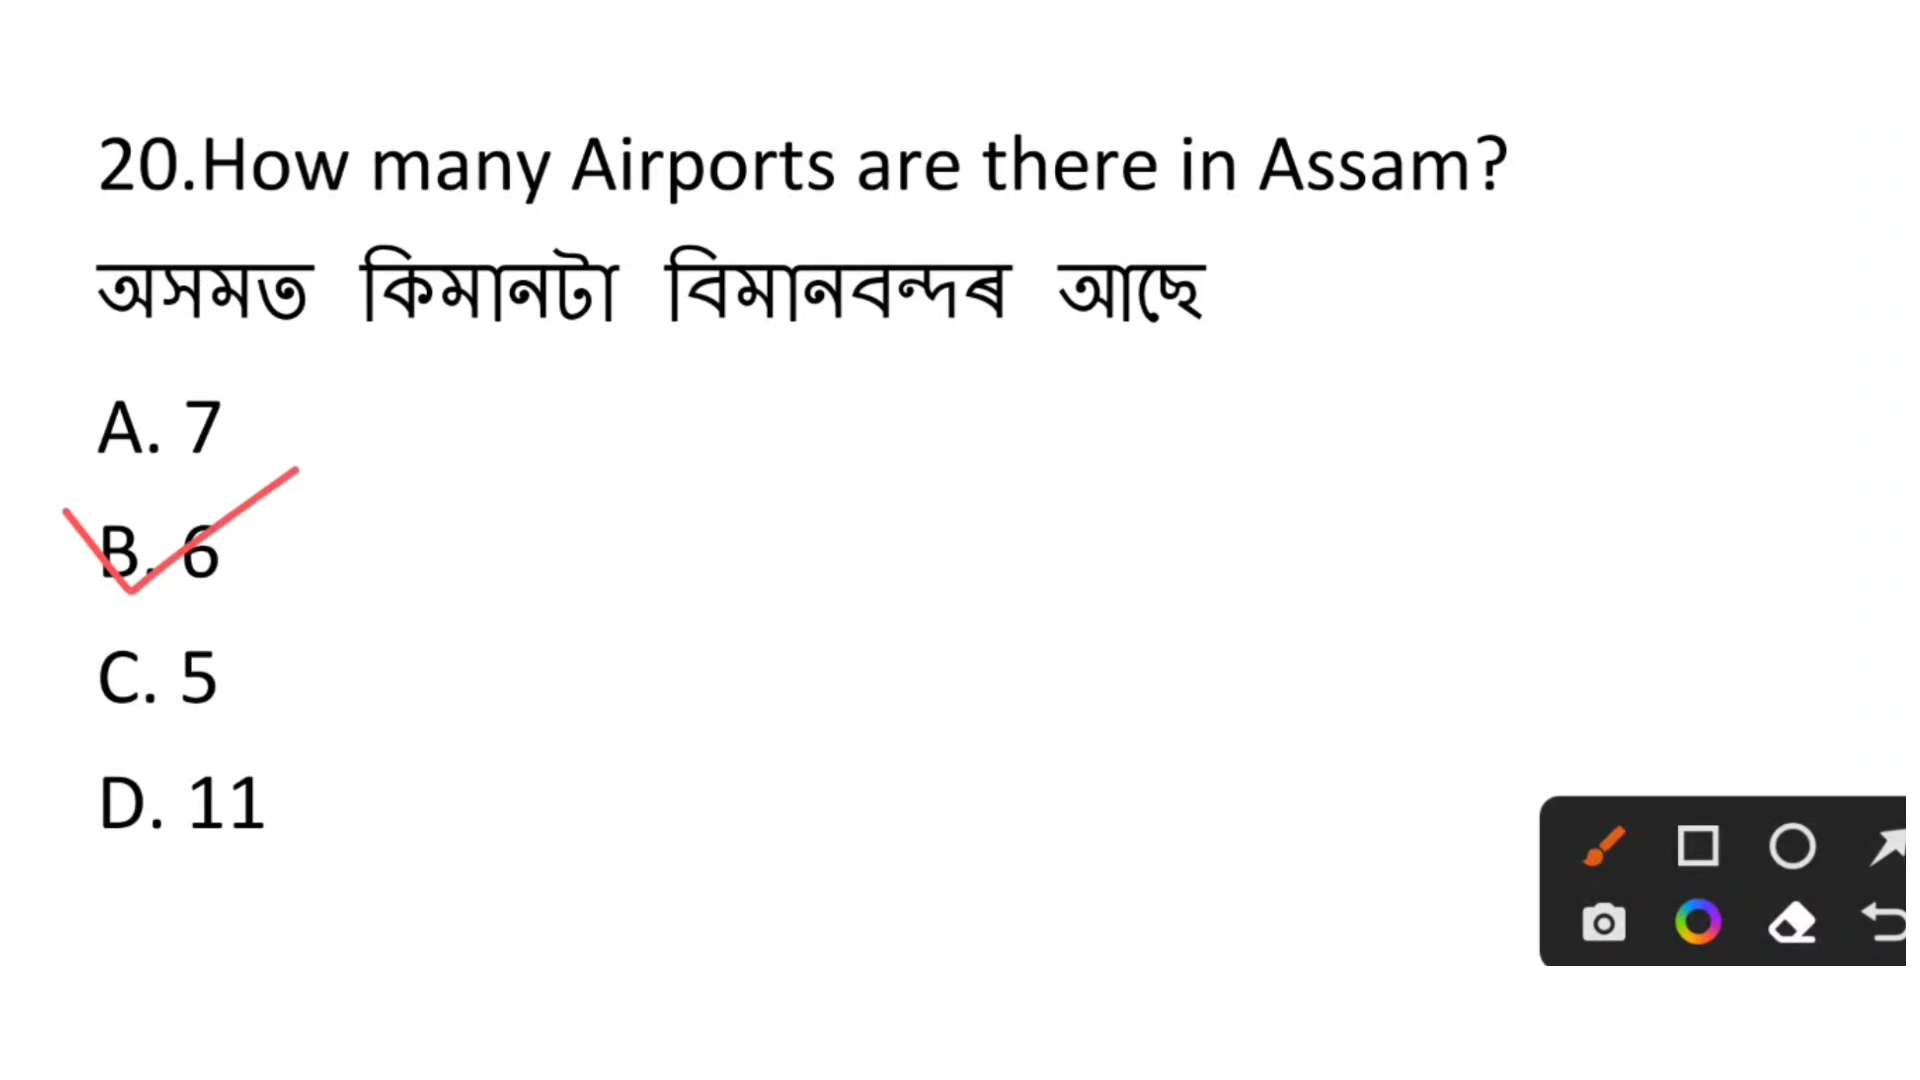 20.How many Airports are there in Assam?
অসমত কিমানটা বিমানবন্দৰ আছে
A. 7
B. 6
C. 5
D. 11